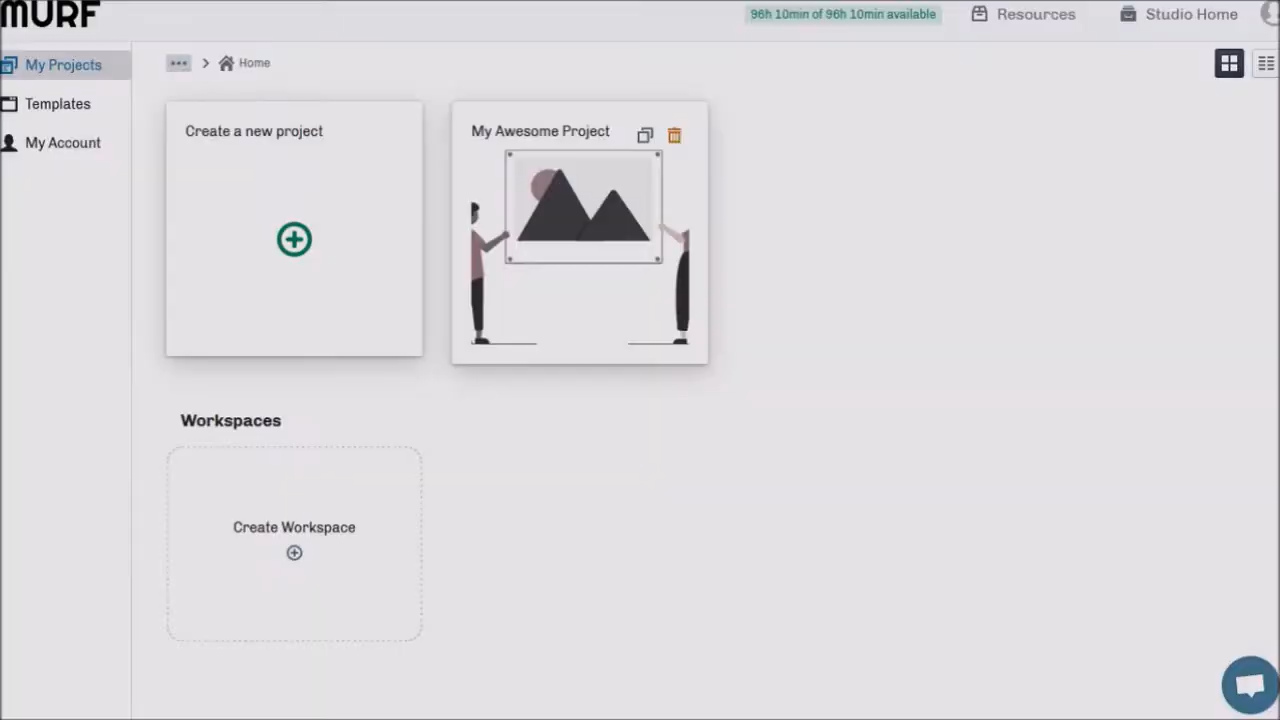 MURF
96h 10min of 96h 10min available
Resources
Studio Home
My Projects
Home
Templates
My Account
Create a new project
My Awesome Project
Workspaces
Create Workspace